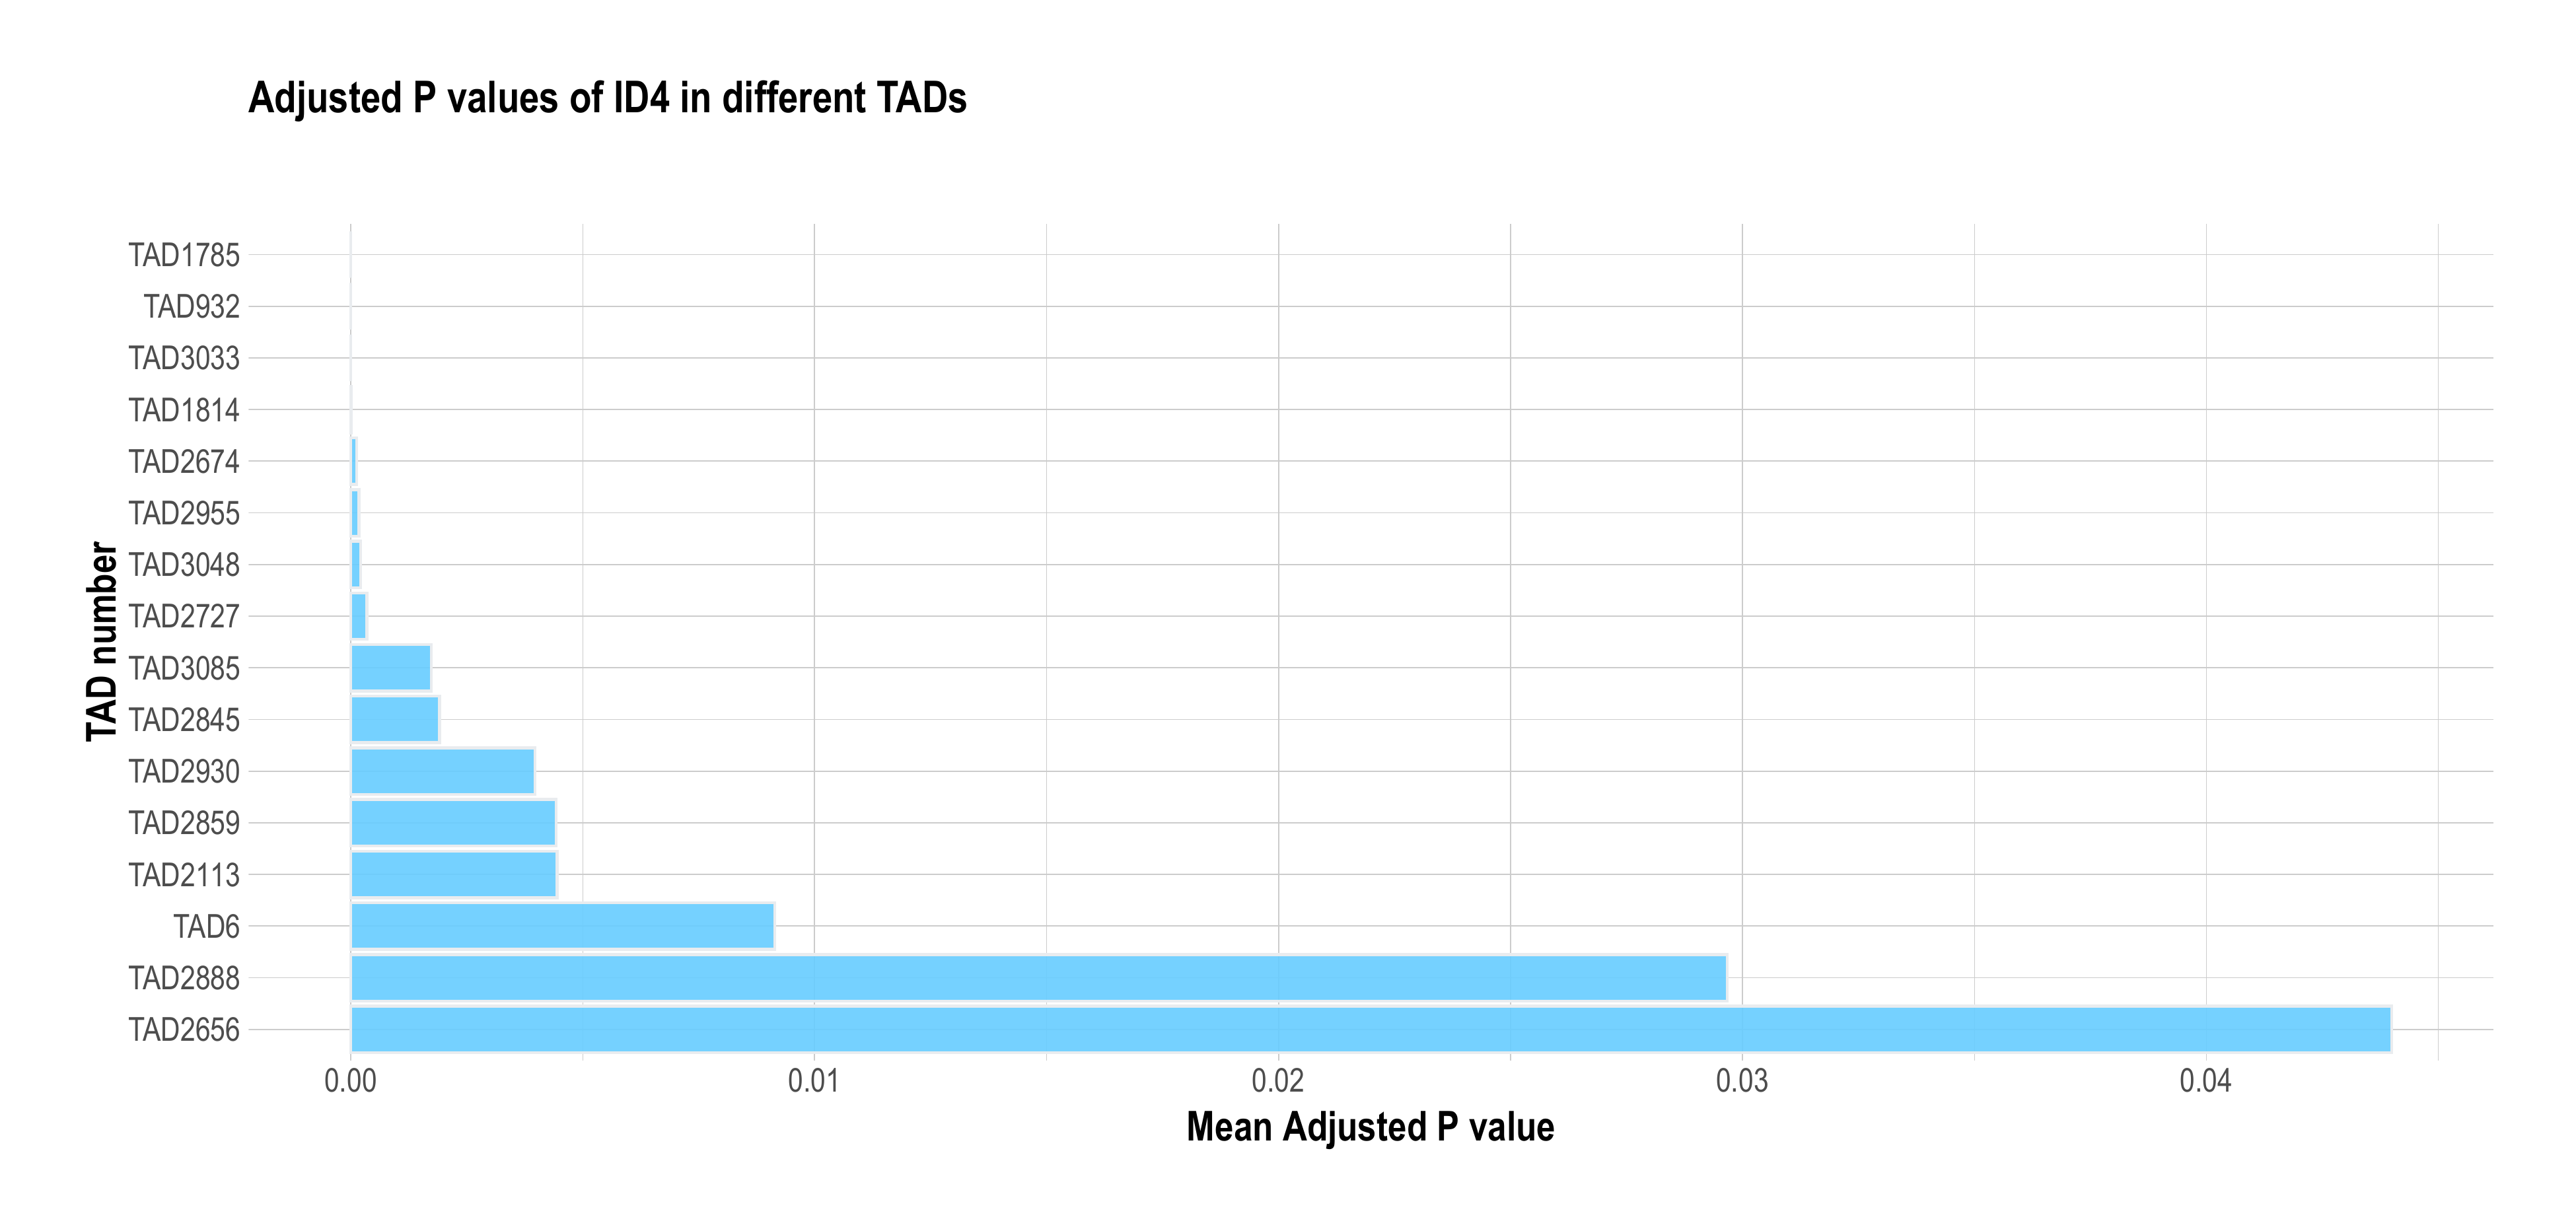 Adjusted P values of ID4 in different TADs
TAD number
TAD1785
TAD932
TAD3033
TAD1814
TAD2674
TAD2955
TAD3048
TAD2727
TAD3085
TAD2845
TAD2930
TAD2859
TAD2113
TAD6
TAD2888
TAD2656
0.00 0.01 0.02 0.03 0.04
Mean Adjusted P value